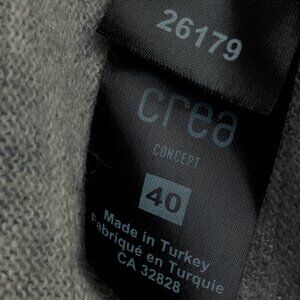 26179
crea
CONCEPT
40
Made in Turkey
Fabriqué en Turquie
CA 32828